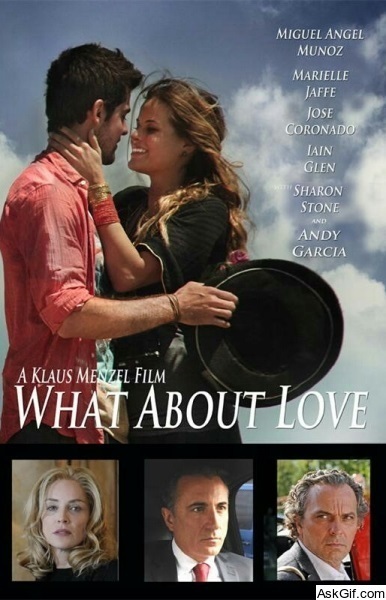 MIGUEL ANGEL
MUNOZ
MARIELLE
JAFFE
JOSE
CORONADO
IAIN
GLEN
WITH SHARON
STONE
AND
ANDY
GARCIA
A KLAUS MENZEL FILM
WHAT ABOUT LOVE
AskGif.com